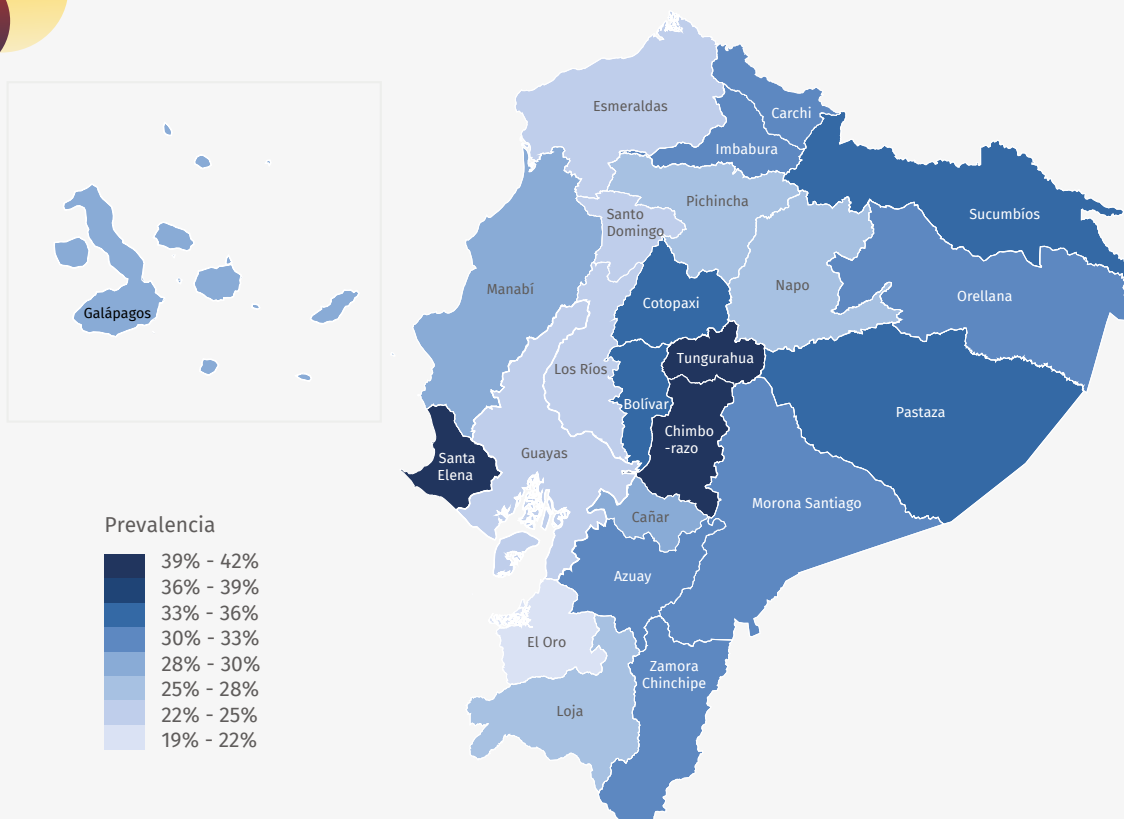 Esmeraldas
Carchi
Imbabura
Pichincha
Santo
Domingo
Sucumbíos
Manabí
Cotopaxi
Napo
Orellana
Galápagos
Los Ríos
Tungurahua
Bolívar
Pastaza
Chimbo
-razo
Guayas
Santa
Elena
Morona Santiago
Cañar
Azuay
El Oro
Zamora
Chinchipe
Loja
Prevalencia
39% - 42%
36% - 39%
33% - 36%
30% - 33%
28% - 30%
25% - 28%
22% - 25%
19% - 22%